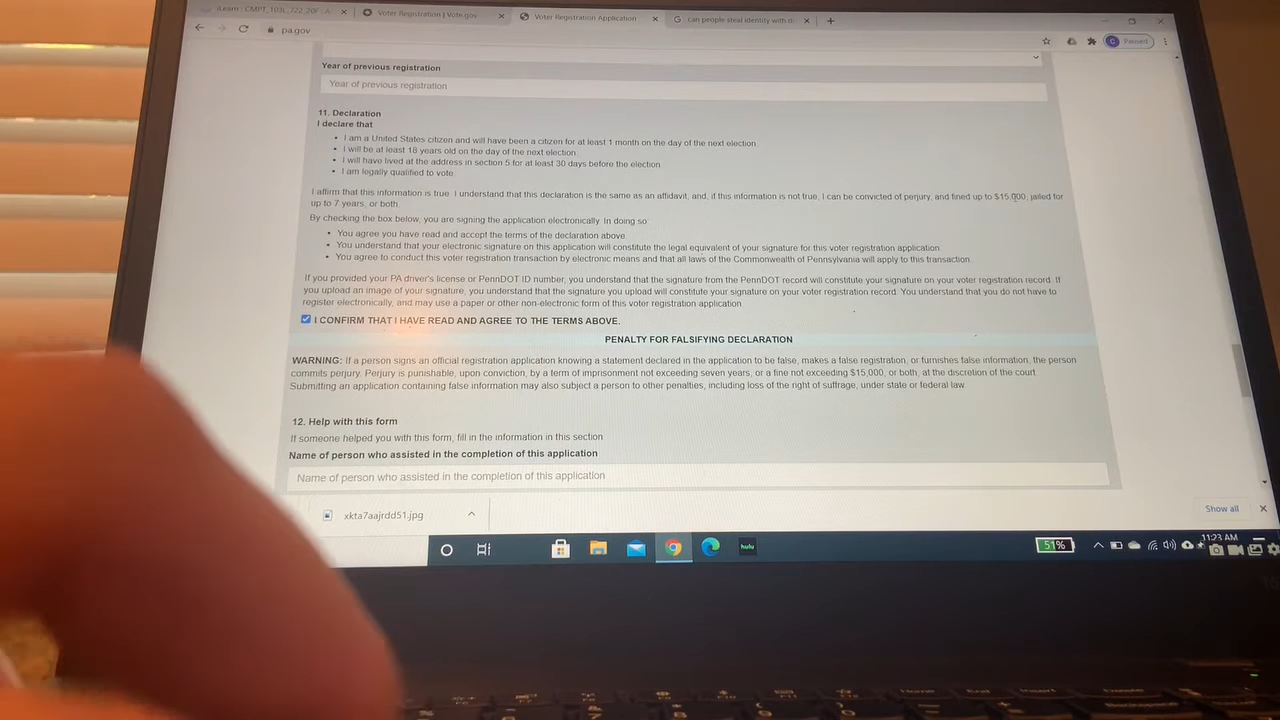 iLearn : CMPT_103L_722_20F : A
Voter Registration | Vote.gov
Voter Registration Application
can people steal identity with d
pa.gov
Paused
Year of previous registration
Year of previous registration
11. Declaration
I declare that
• I am a United States citizen and will have been a citizen for at least 1 month on the day of the next election.
• I will be at least 18 years old on the day of the next election.
• I will have lived at the address in section 5 for at least 30 days before the election.
• I am legally qualified to vote.
I affirm that this information is true. I understand that this declaration is the same as an affidavit, and, if this information is not true, I can be convicted of perjury, and fined up to $15,000, jailed for
up to 7 years, or both.
By checking the box below, you are signing the application electronically. In doing so:
• You agree you have read and accept the terms of the declaration above.
• You understand that your electronic signature on this application will constitute the legal equivalent of your signature for this voter registration application.
• You agree to conduct this voter registration transaction by electronic means and that all laws of the Commonwealth of Pennsylvania will apply to this transaction.
If you provided your PA driver's license or PennDOT ID number, you understand that the signature from the PennDOT record will constitute your signature on your voter registration record. If
you upload an image of your signature, you understand that the signature you upload will constitute your signature on your voter registration record. You understand that you do not have to
register electronically, and may use a paper or other non-electronic form of this voter registration application.
I CONFIRM THAT I HAVE READ AND AGREE TO THE TERMS ABOVE.
PENALTY FOR FALSIFYING DECLARATION
WARNING: If a person signs an official registration application knowing a statement declared in the application to be false, makes a false registration, or furnishes false information, the person
commits perjury. Perjury is punishable, upon conviction, by a term of imprisonment not exceeding seven years, or a fine not exceeding $15,000, or both, at the discretion of the court.
Submitting an application containing false information may also subject a person to other penalties, including loss of the right of suffrage, under state or federal law.
12. Help with this form
If someone helped you with this form, fill in the information in this section
Name of person who assisted in the completion of this application
Name of person who assisted in the completion of this application
xkta7aajrdd51.jpg
Show all
hulu
51%
11:23 AM